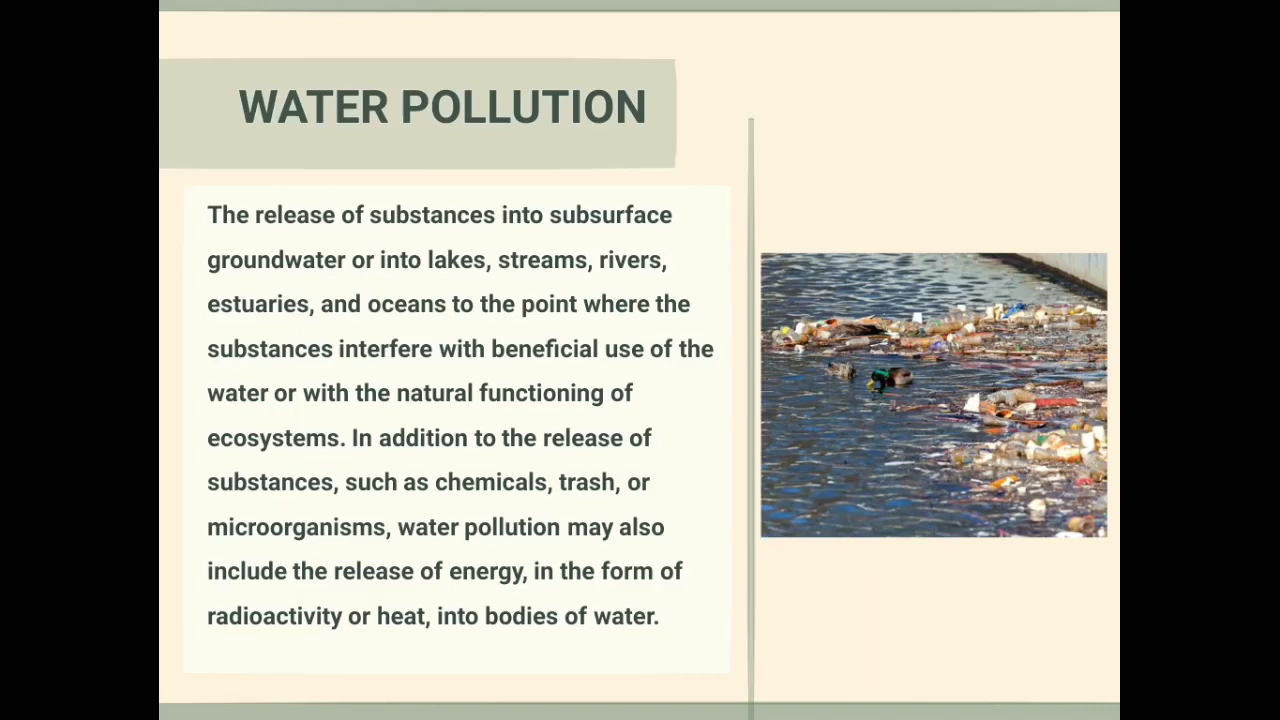 WATER POLLUTION
The release of substances into subsurface
groundwater or into lakes, streams, rivers,
estuaries, and oceans to the point where the
substances interfere with beneficial use of the
water or with the natural functioning of
ecosystems. In addition to the release of
substances, such as chemicals, trash, or
microorganisms, water pollution may also
include the release of energy, in the form of
radioactivity or heat, into bodies of water.